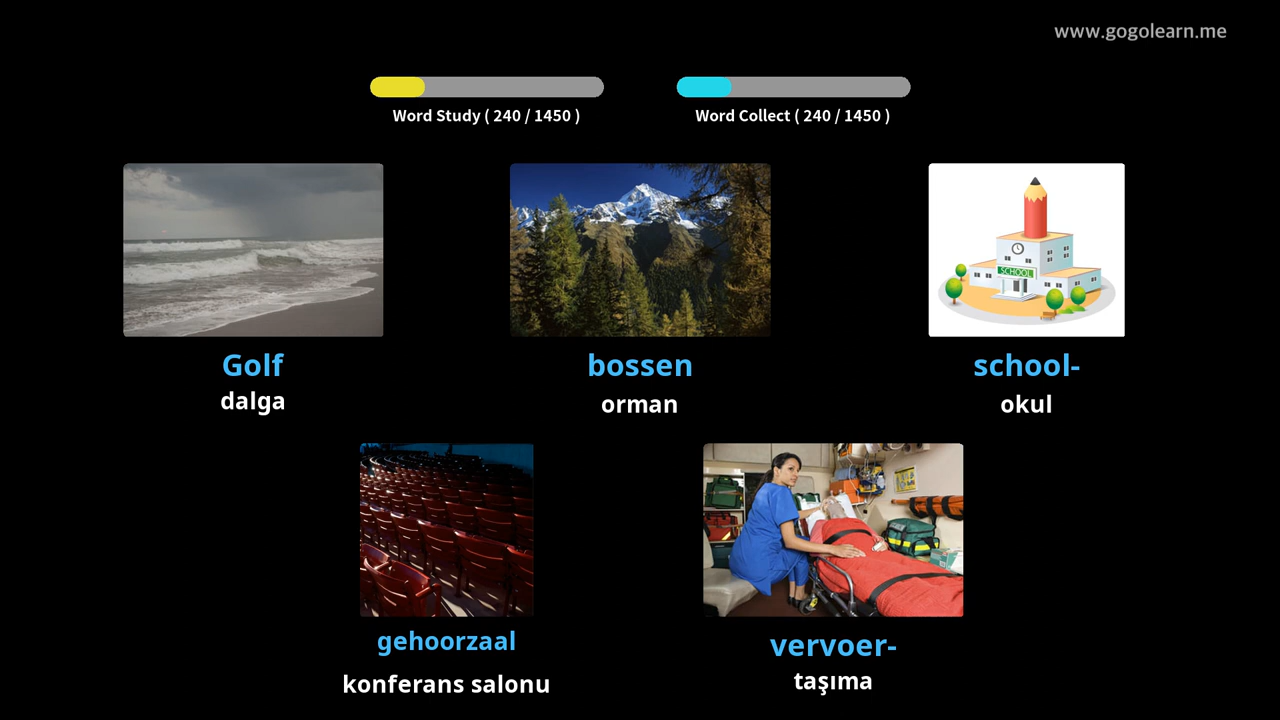 www.gogolearn.me
Word Study ( 240 / 1450 )
Word Collect ( 240 / 1450 )
SCHOOL
Golf
dalga
bossen
orman
school-
okul
gehoorzaal
konferans salonu
vervoer-
taşıma